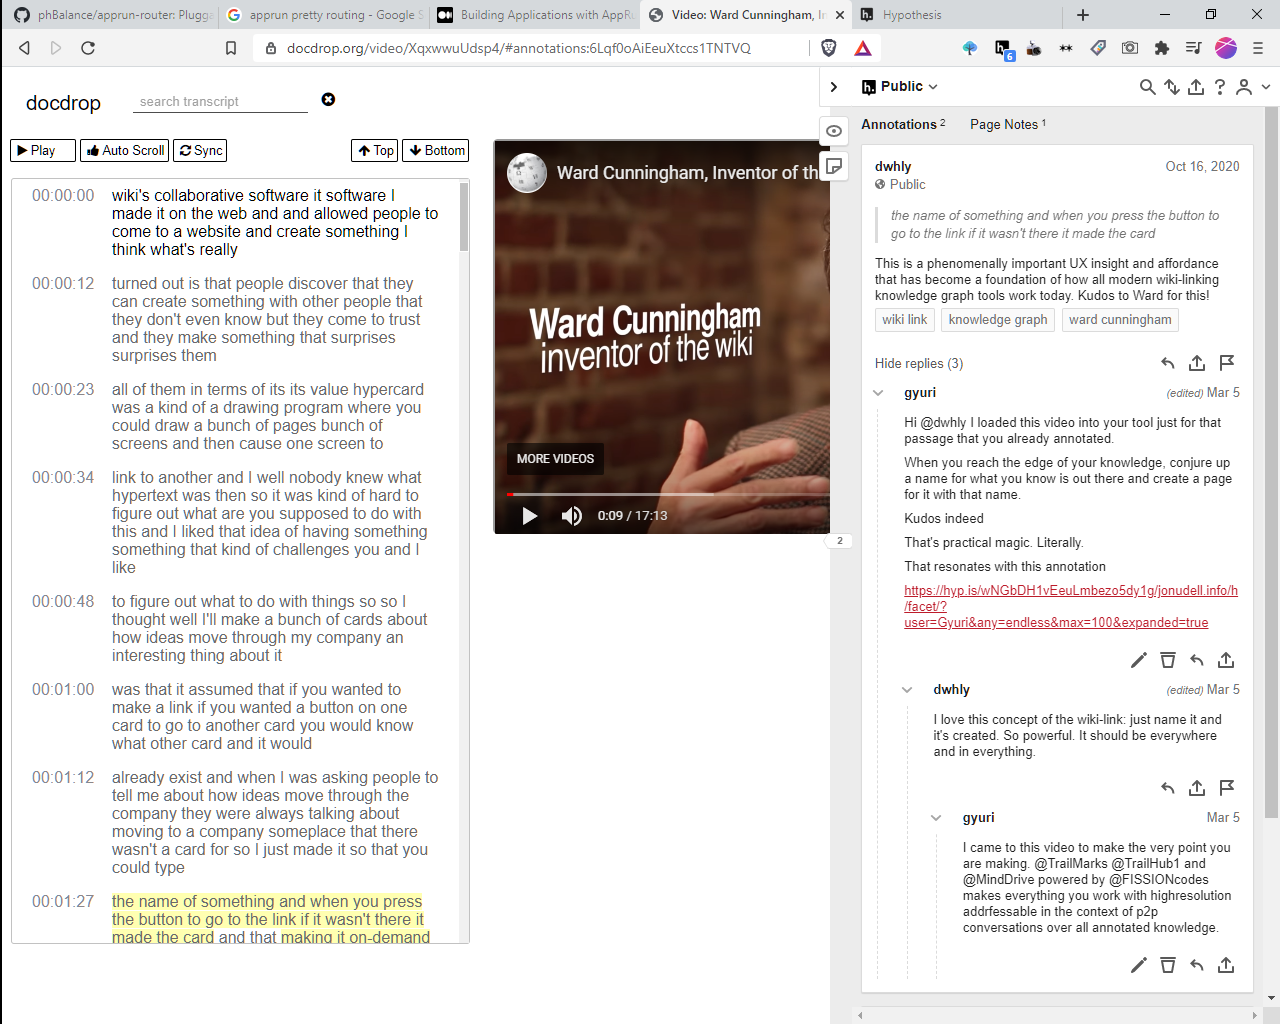 phBalance/apprun-router: Plugga
apprun pretty routing - Google S
Building Applications with AppRu
Video: Ward Cunningham, In
Hypothesis
docdrop.org/video/XqxwwuUdsp4/#annotations:6Lqf0oAiEeuXtccs1TNTVQ
6
docdrop
search transcript
Play
Auto Scroll
Sync
Top
Bottom
00:00:00
wiki's collaborative software it software I
made it on the web and and allowed people to
come to a website and create something I
think what's really
00:00:12
turned out is that people discover that they
can create something with other people that
they don't even know but they come to trust
and they make something that surprises
surprises them
00:00:23
all of them in terms of its its value hypercard
was a kind of a drawing program where you
could draw a bunch of pages bunch of
screens and then cause one screen to
00:00:34
link to another and I well nobody knew what
hypertext was then so it was kind of hard to
figure out what are you supposed to do with
this and I liked that idea of having something
something that kind of challenges you and I
like
00:00:48
to figure out what to do with things so so I
thought well I'll make a bunch of cards about
how ideas move through my company an
interesting thing about it
00:01:00
was that it assumed that if you wanted to
make a link if you wanted a button on one
card to go to another card you would know
what other card and it would
00:01:12
already exist and when I was asking people to
tell me about how ideas move through the
company they were always talking about
moving to a company someplace that there
wasn't a card for so I just made it so that you
could type
00:01:27
the name of something and when you press
the button to go to the link if it wasn't there it
made the card and that making it on-demand
Ward Cunningham, Inventor of th
Ward Cunningham
inventor of the wiki
MORE VIDEOS
0:09 / 17:13
2
Public
Annotations 2
Page Notes 1
dwhly
Oct 16, 2020
Public
the name of something and when you press the button to
go to the link if it wasn't there it made the card
This is a phenomenally important UX insight and affordance
that has become a foundation of how all modern wiki-linking
knowledge graph tools work today. Kudos to Ward for this!
wiki link
knowledge graph
ward cunningham
Hide replies (3)
gyuri
(edited) Mar 5
Hi @dwhly I loaded this video into your tool just for that
passage that you already annotated.
When you reach the edge of your knowledge, conjure up
a name for what you know is out there and create a page
for it with that name.
Kudos indeed
That's practical magic. Literally.
That resonates with this annotation
https://hyp.is/wNGbDH1vEeuLmbezo5dy1g/jonudell.info/h
/facet/?
user=Gyuri&any=endless&max=100&expanded=true
dwhly
(edited) Mar 5
I love this concept of the wiki-link: just name it and
it's created. So powerful. It should be everywhere
and in everything.
gyuri
Mar 5
I came to this video to make the very point you
are making. @TrailMarks @TrailHub1 and
@MindDrive powered by @FISSIONcodes
makes everything you work with highresolution
addrfessable in the context of p2p
conversations over all annotated knowledge.